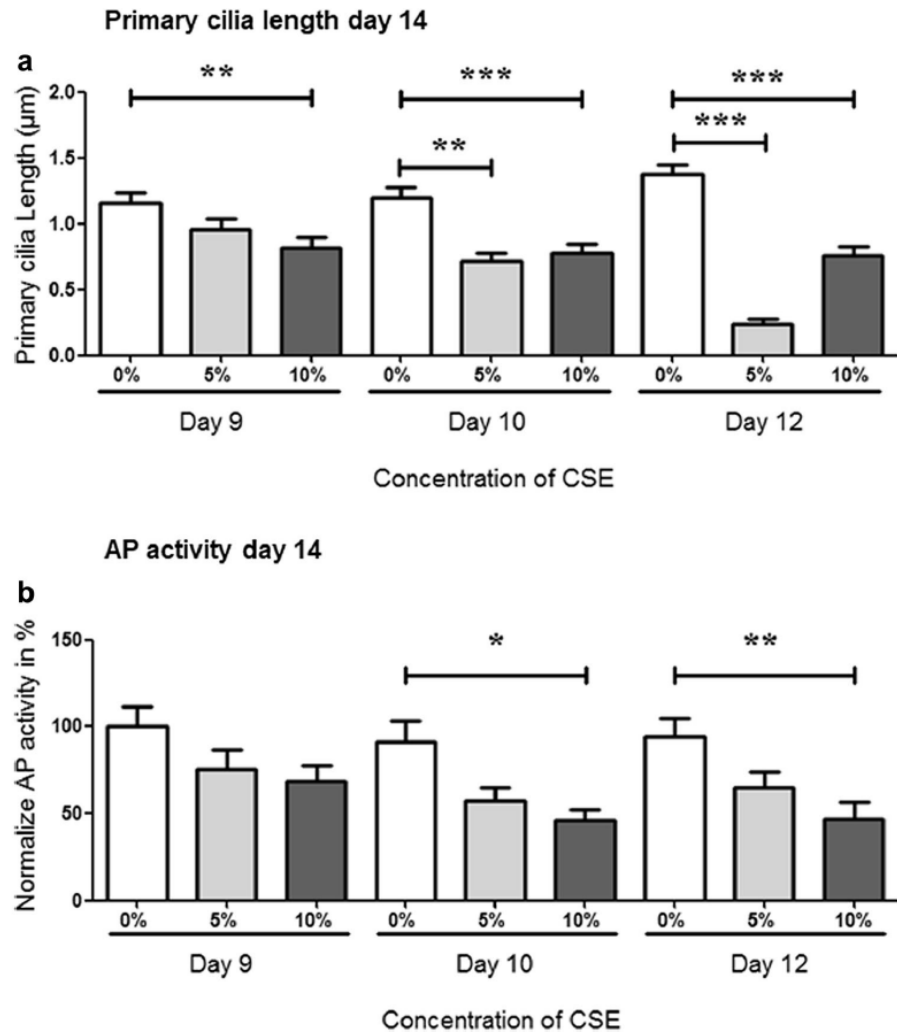 Primary cilia length day 14
a
Primary cilia Length (µm)
2.0
1.5
1.0
0.5
0.0
**
***
**
***
***
0% 5% 10% 0% 5% 10% 0% 5% 10%
Day 9 Day 10 Day 12
Concentration of CSE
AP activity day 14
b
Normalize AP activity in %
150
100
50
0
*
**
0% 5% 10% 0% 5% 10% 0% 5% 10%
Day 9 Day 10 Day 12
Concentration of CSE